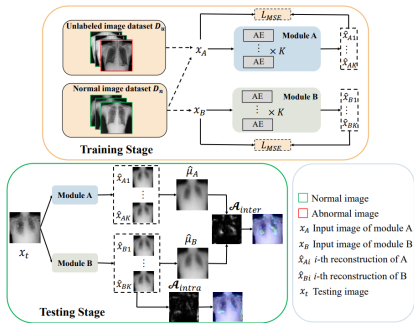 Unlabeled image dataset D_u
Normal image dataset D_n
x_A
x_B
L_MSE
Module A
AE
⋮ × K
AE
x̂_A1
⋮
x̂_AK
Module B
AE
⋮ × K
AE
x̂_B1
⋮
x̂_BK
L_MSE
Training Stage
x_t
Module A
Module B
x̂_A1
⋮
x̂_AK
μ̂_A
x̂_B1
⋮
x̂_BK
μ̂_B
𝒜_inter
𝒜_intra
Testing Stage
Normal image
Abnormal image
x_A Input image of module A
x_B Input image of module B
x̂_Ai i-th reconstruction of A
x̂_Bi i-th reconstruction of B
x_t Testing image